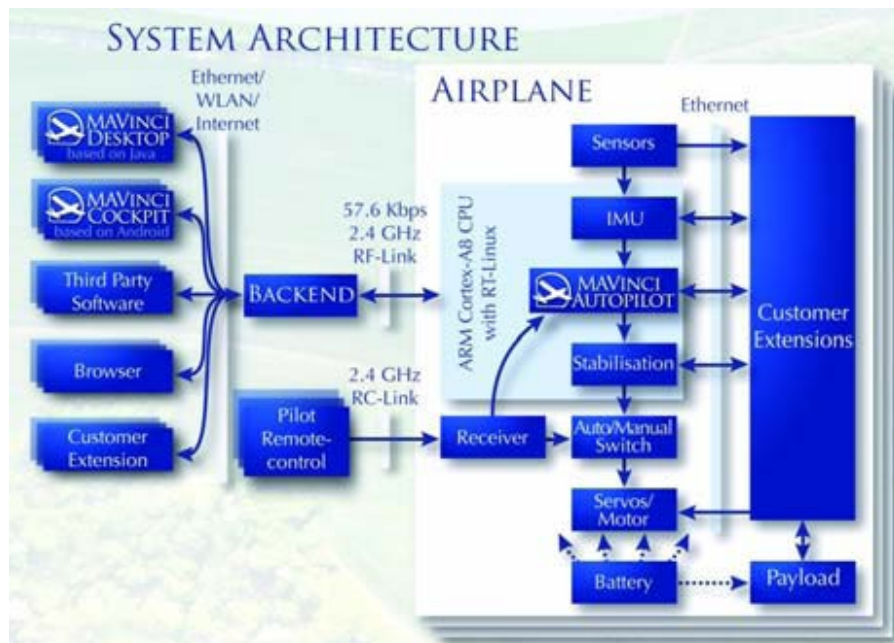 SYSTEM ARCHITECTURE
Ethernet/
WLAN/
Internet
MAVINCI
DESKTOP
based on Java
MAVINCI
COCKPIT
based on Android
Third Party
Software
Browser
Customer
Extension
BACKEND
57.6 Kbps
2.4 GHz
RF-Link
2.4 GHz
RC-Link
Pilot
Remote-
control
AIRPLANE
Ethernet
Sensors
IMU
ARM Cortex-A8 CPU
with RT-Linux
MAVINCI
AUTOPILOT
Stabilisation
Receiver
Auto/Manual
Switch
Servos/
Motor
Battery
Customer
Extensions
Payload